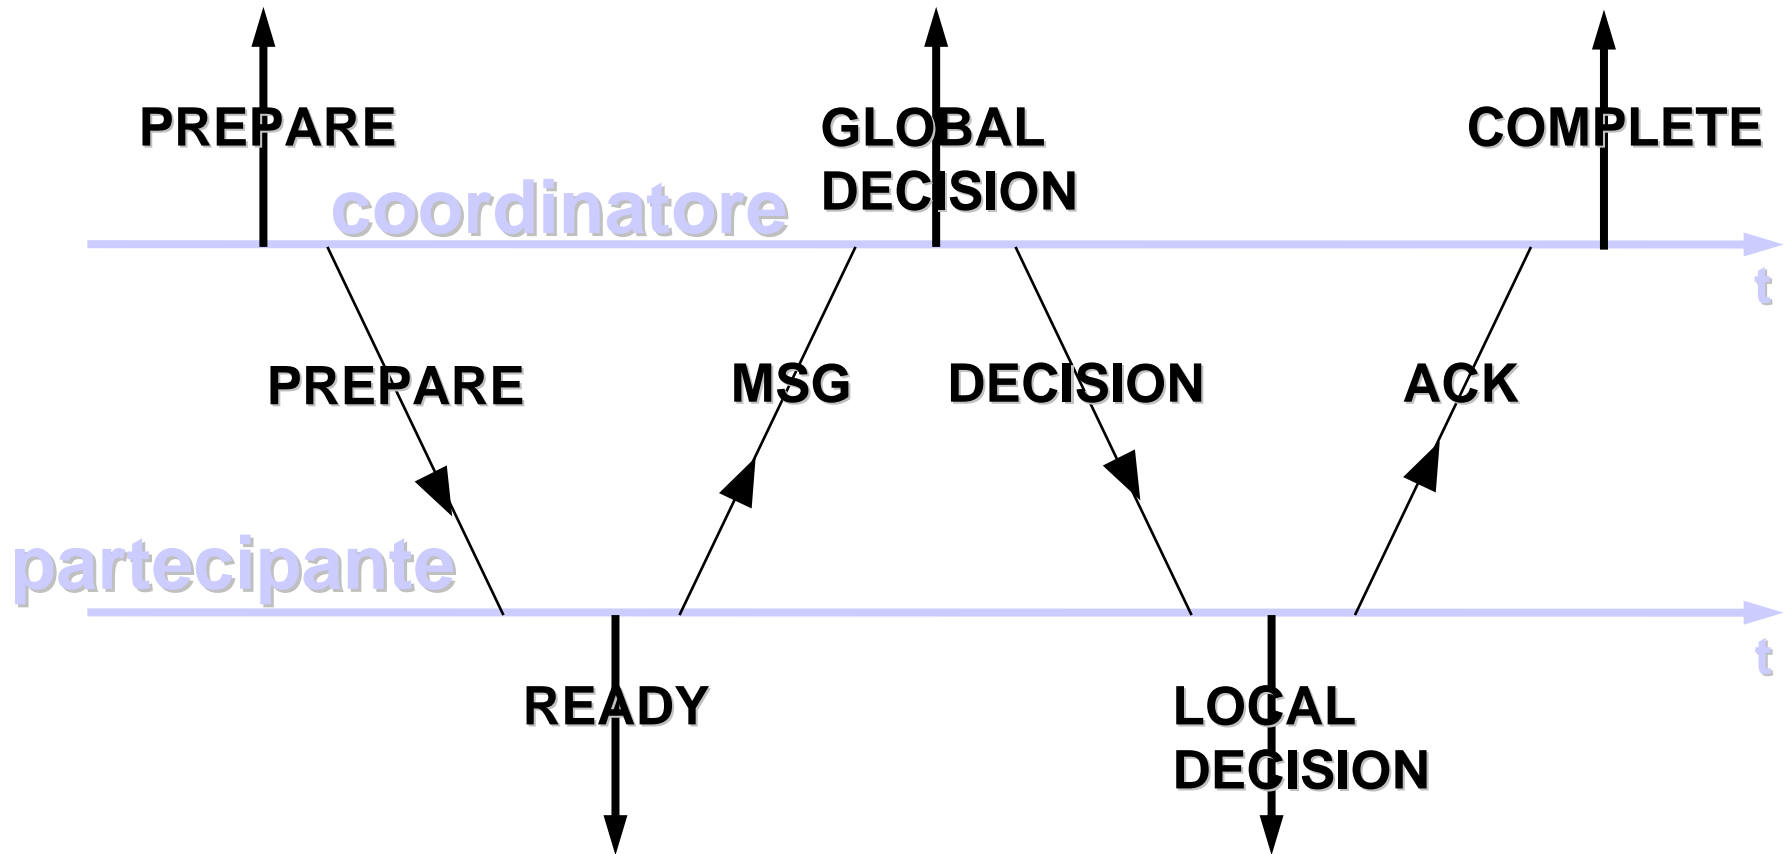 PREPARE
GLOBAL
DECISION
COMPLETE
coordinatore
t
PREPARE
MSG
DECISION
ACK
partecipante
t
READY
LOCAL
DECISION